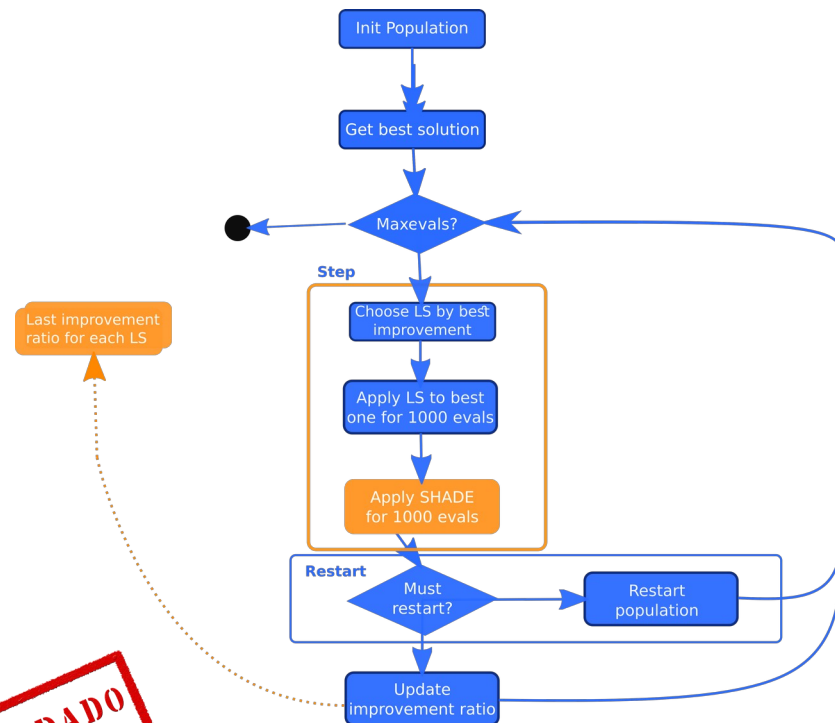 Init Population
Get best solution
Maxevals?
Step
Choose LS by best
improvement
Last improvement
ratio for each LS
Apply LS to best
one for 1000 evals
Apply SHADE
for 1000 evals
Restart
Must
restart?
Restart
population
Update
improvement ratio